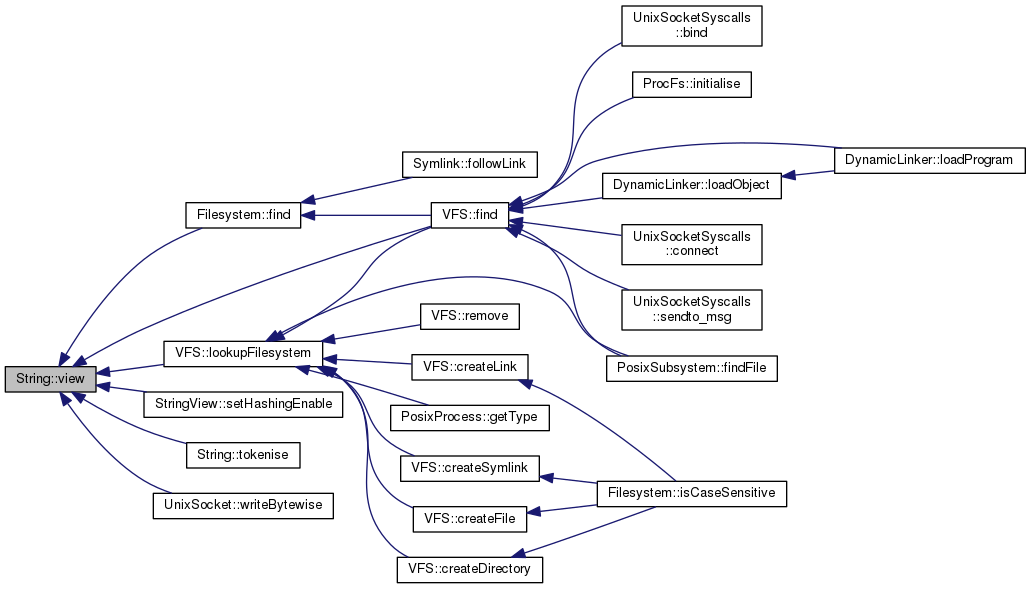 UnixSocketSyscalls
::bind
ProcFs::initialise
Symlink::followLink
DynamicLinker::loadProgram
DynamicLinker::loadObject
Filesystem::find
VFS::find
UnixSocketSyscalls
::connect
UnixSocketSyscalls
::sendto_msg
VFS::remove
VFS::lookupFilesystem
VFS::createLink
PosixSubsystem::findFile
String::view
StringView::setHashingEnable
PosixProcess::getType
String::tokenise
VFS::createSymlink
Filesystem::isCaseSensitive
UnixSocket::writeBytewise
VFS::createFile
VFS::createDirectory